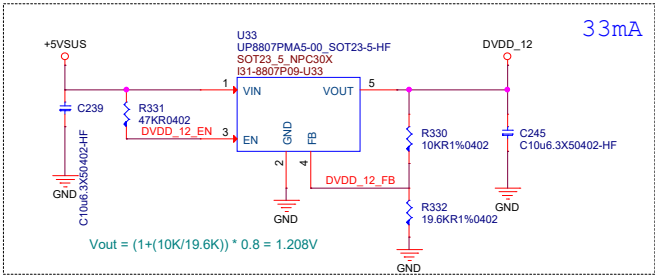 33mA
+5VSUS
U33
UP8807PMA5-00_SOT23-5-HF
SOT23_5_NPC30X
I31-8807P09-U33
DVDD_12
1
VIN
VOUT
5
C239
C10u6.3X50402-HF
R331
47KR0402
DVDD_12_EN
3
EN
GND
FB
2
4
R330
10KR1%0402
C245
C10u6.3X50402-HF
DVDD_12_FB
GND
GND
GND
R332
19.6KR1%0402
GND
Vout = (1+(10K/19.6K)) * 0.8 = 1.208V